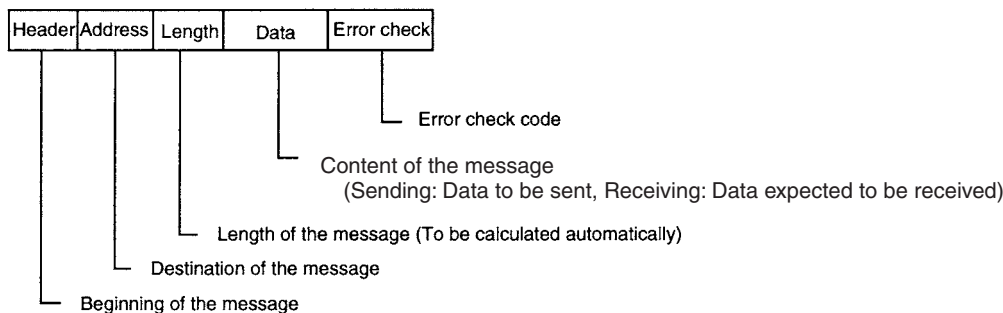 Header Address Length Data Error check
Error check code
Content of the message
(Sending: Data to be sent, Receiving: Data expected to be received)
Length of the message (To be calculated automatically)
Destination of the message
Beginning of the message